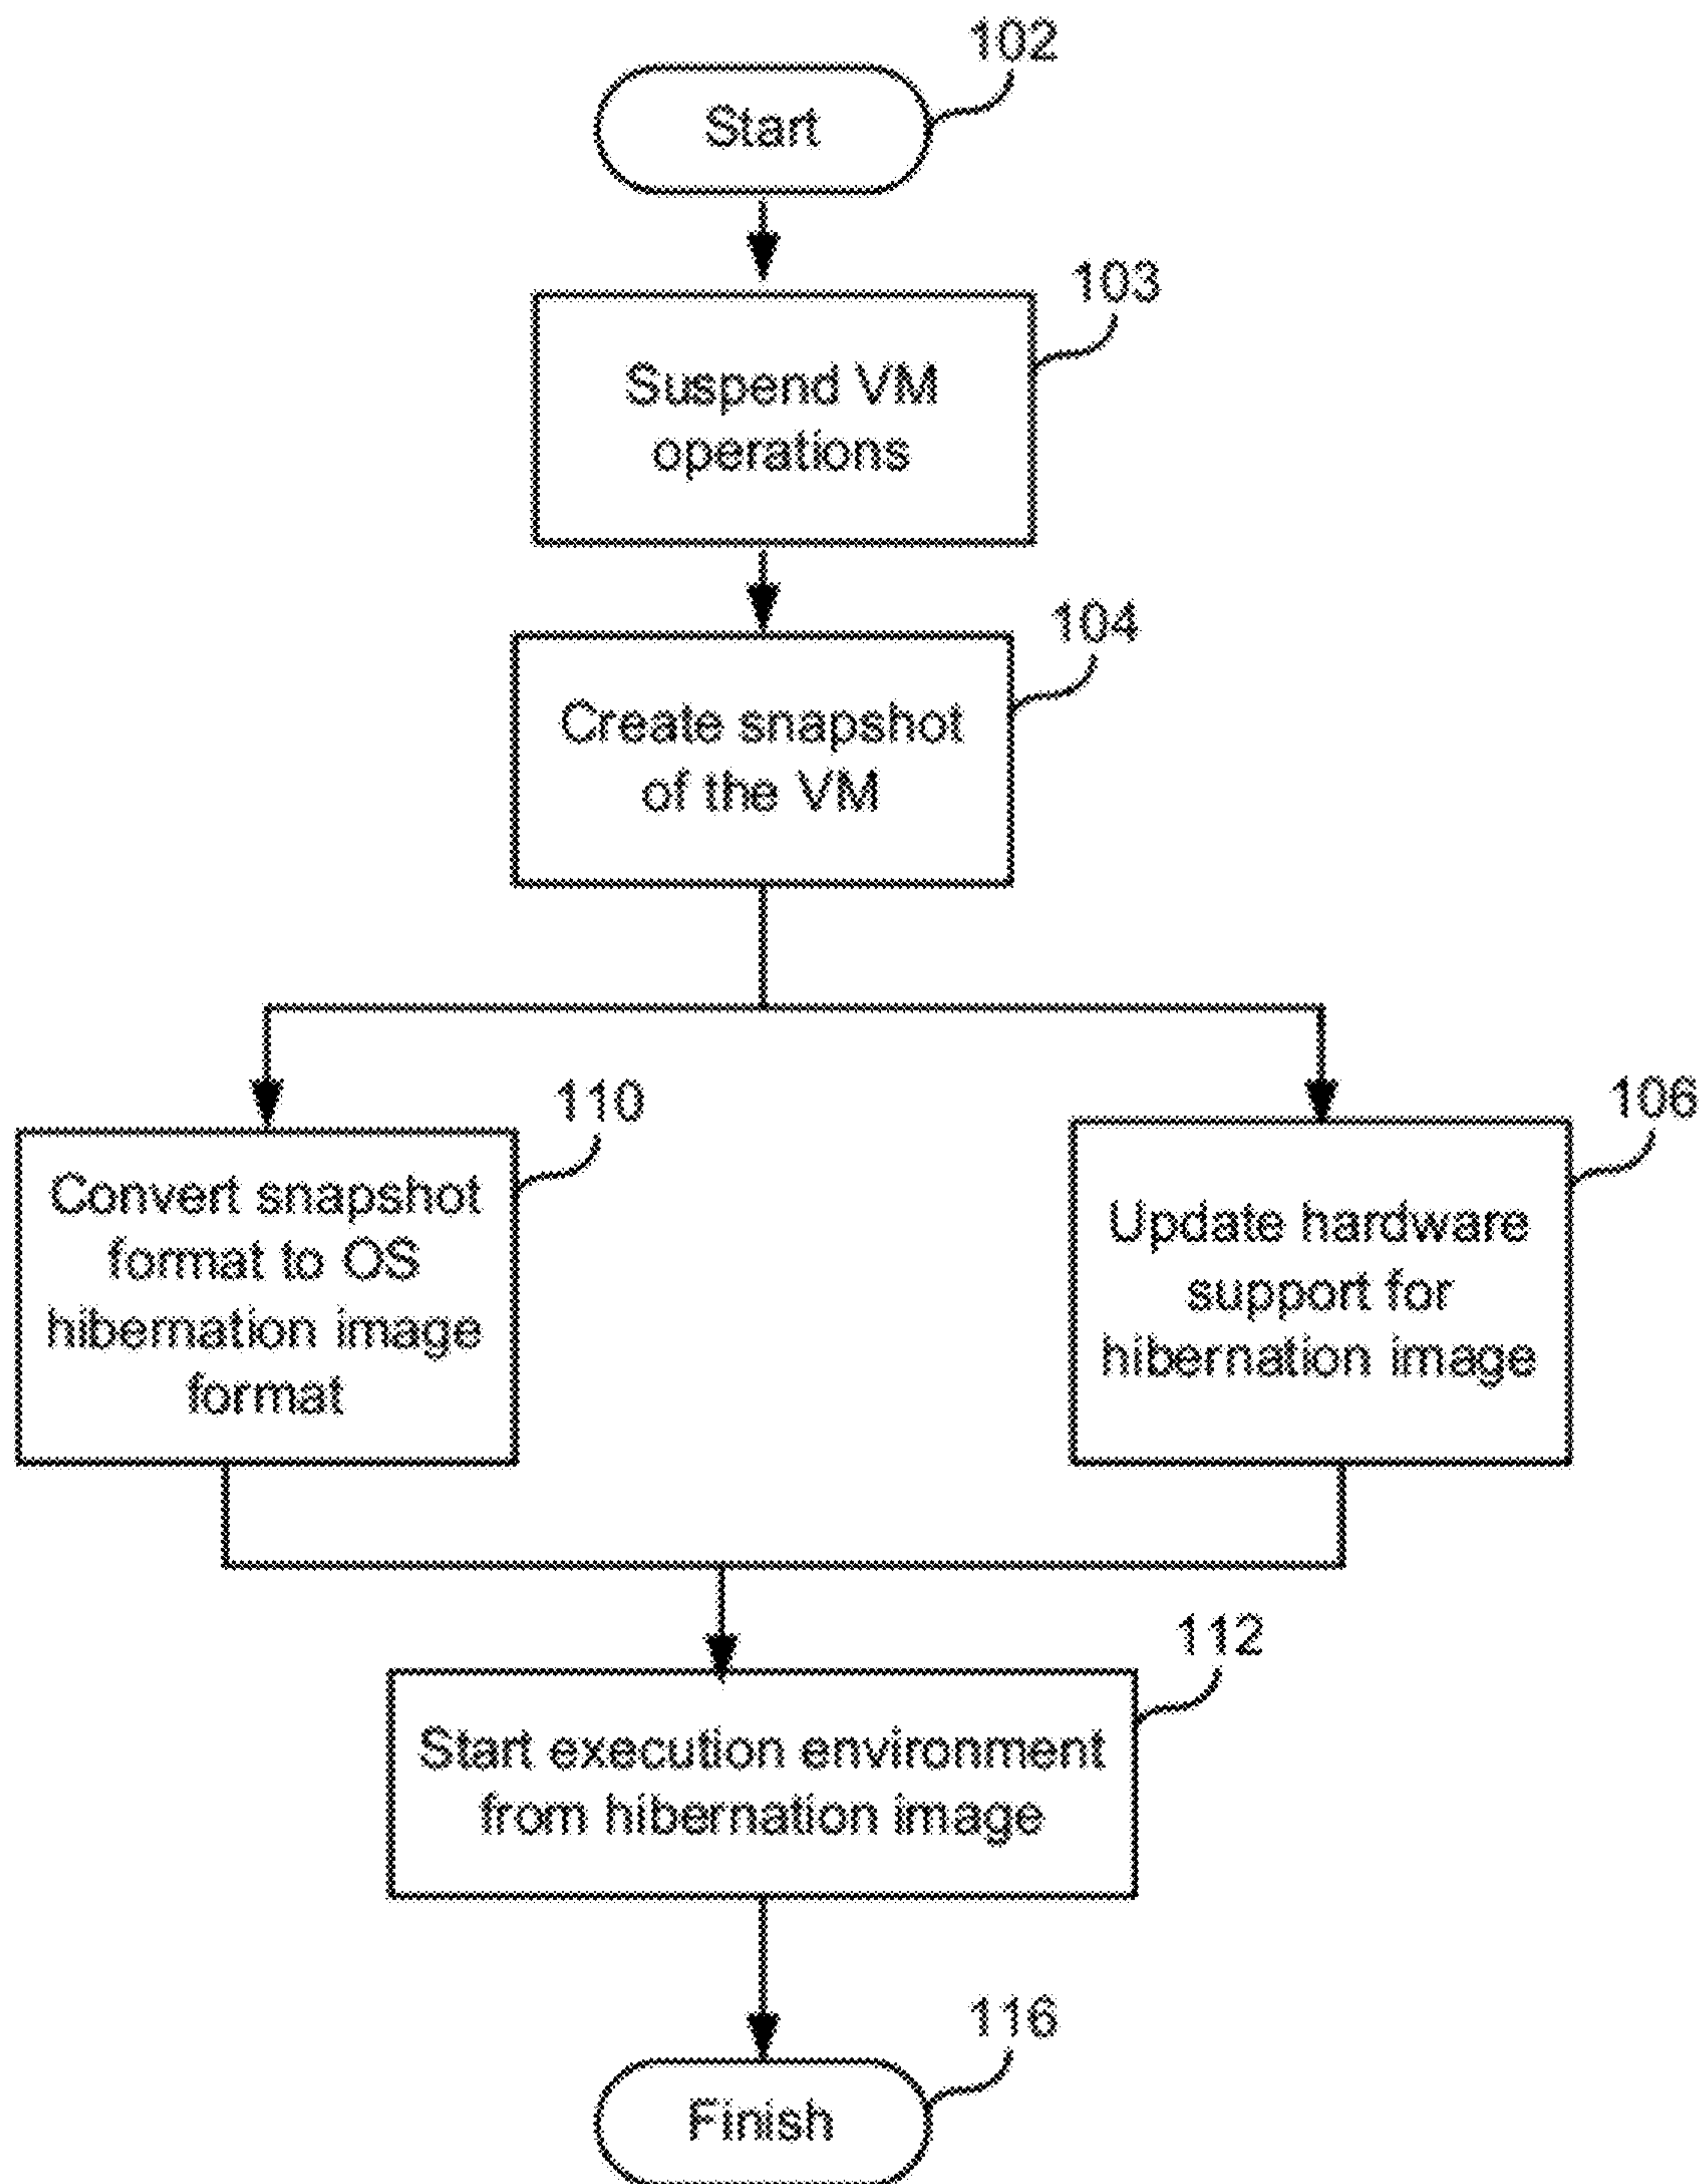 102
Start
103
Suspend VM
operations
104
Create snapshot
of the VM
110
Convert snapshot
format to OS
hibernation image
format
106
Update hardware
support for
hibernation image
112
Start execution environment
from hibernation image
116
Finish